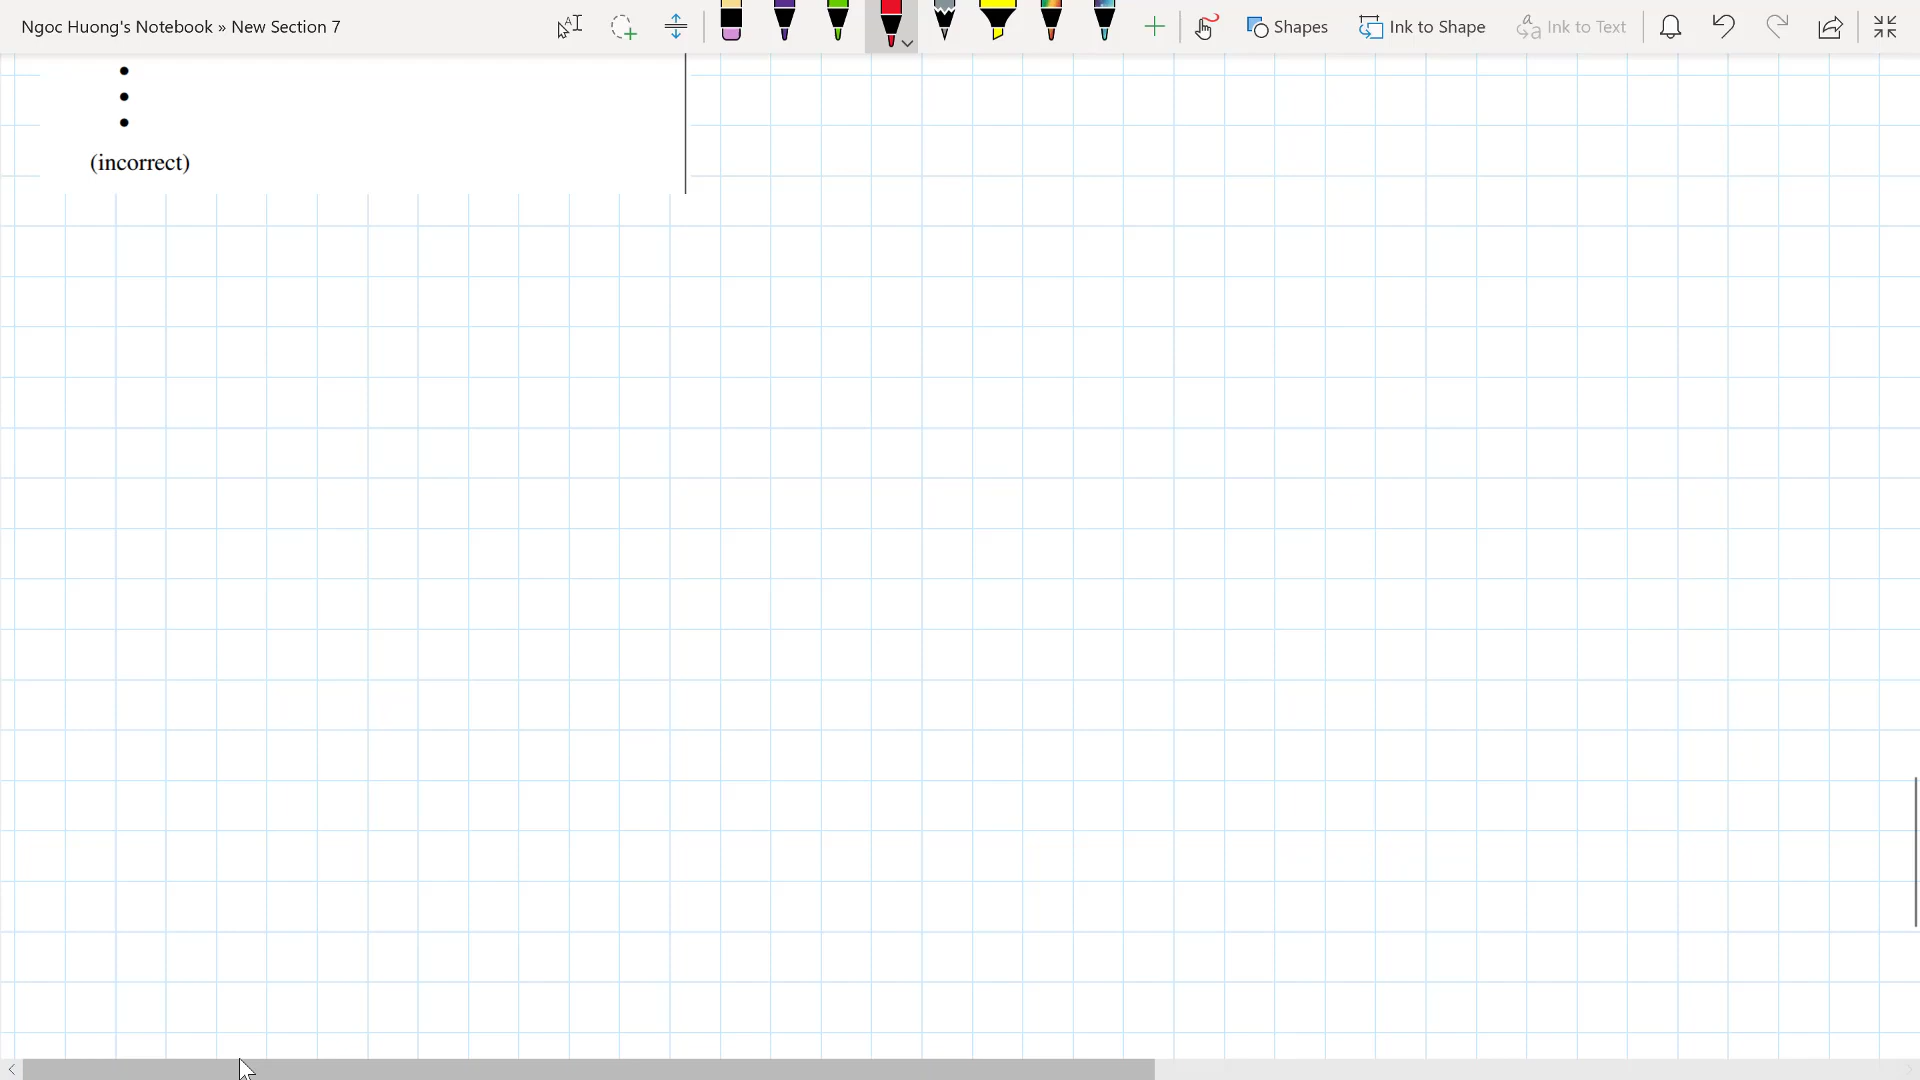 Ngoc Huong's Notebook » New Section 7
Shapes
Ink to Shape
Ink to Text
•
•
•
(incorrect)